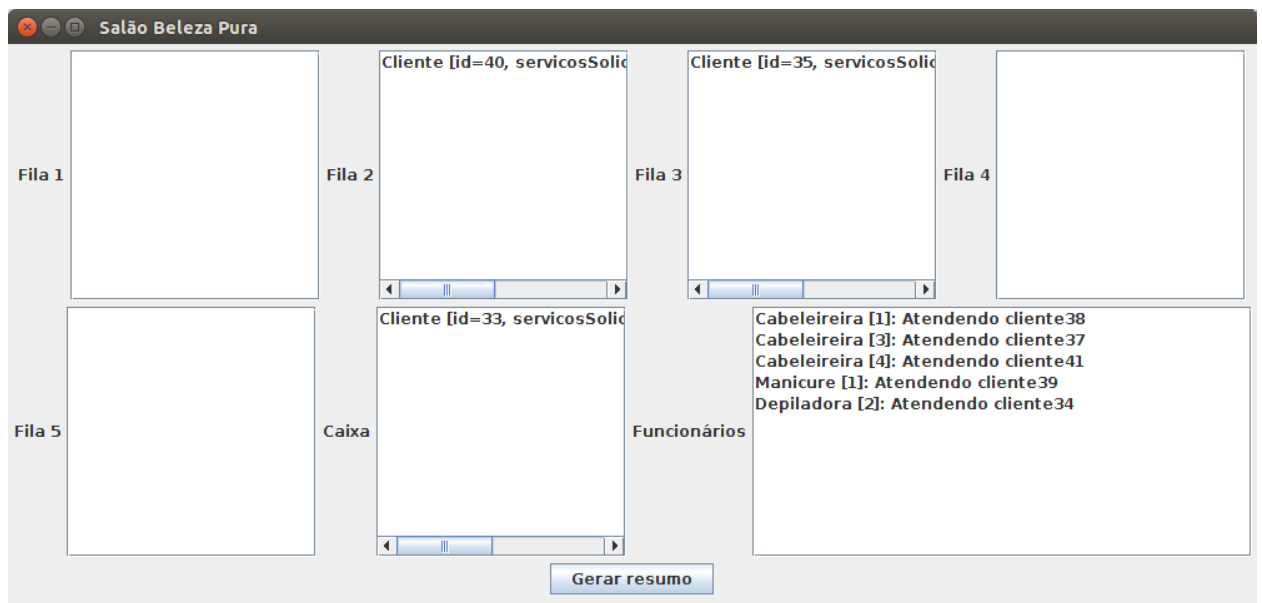 Salão Beleza Pura
Fila 1
Fila 2
Cliente [id=40, servicosSolic
Fila 3
Cliente [id=35, servicosSolic
Fila 4
Fila 5
Caixa
Cliente [id=33, servicosSolic
Funcionários
Cabeleireira [1]: Atendendo cliente38
Cabeleireira [3]: Atendendo cliente37
Cabeleireira [4]: Atendendo cliente41
Manicure [1]: Atendendo cliente39
Depiladora [2]: Atendendo cliente34
Gerar resumo